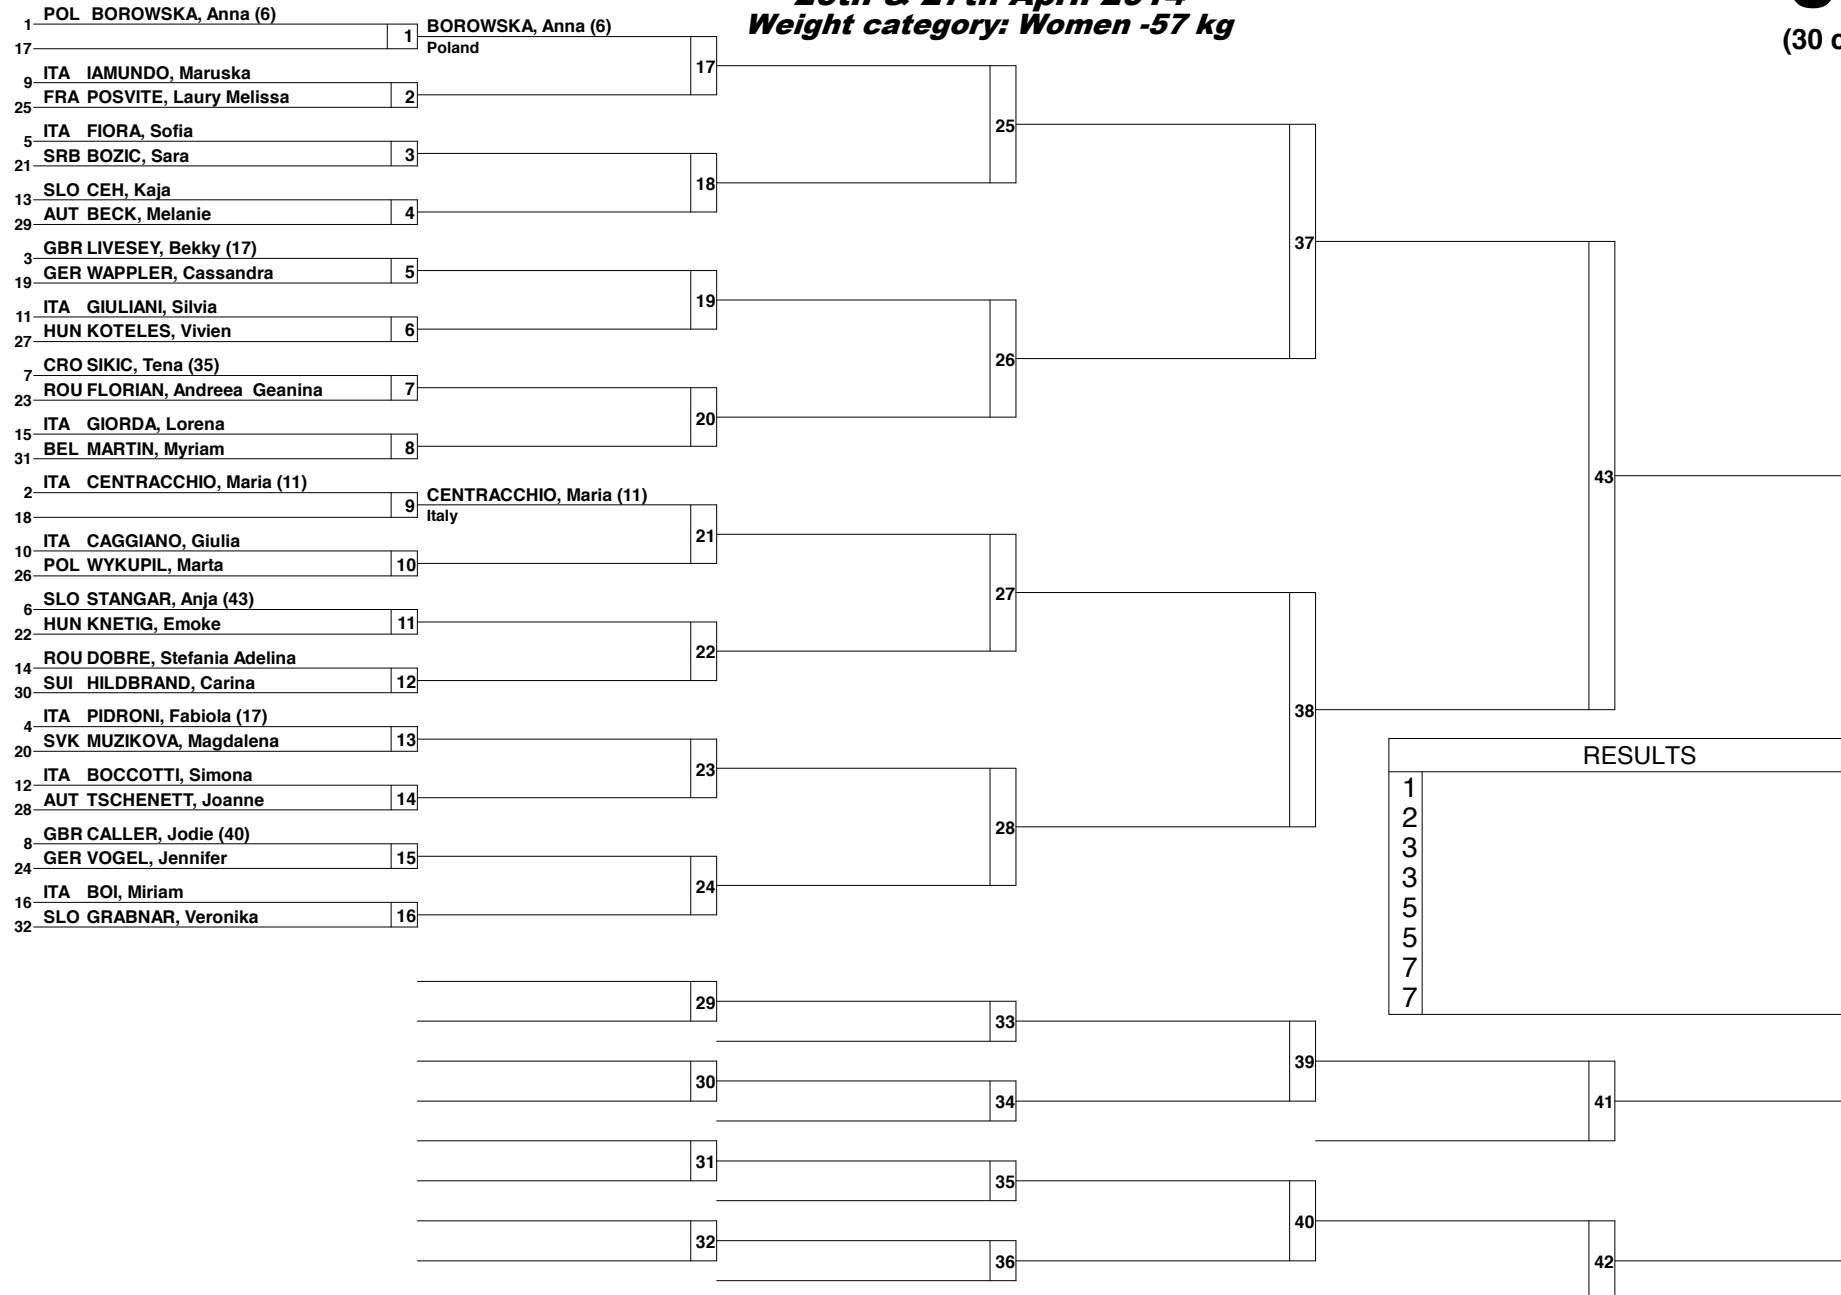 26th & 27th April 2014
Weight category: Women -57 kg
(30 c
1 POL BOROWSKA, Anna (6)
17
1
BOROWSKA, Anna (6)
Poland
9 ITA IAMUNDO, Maruska
25 FRA POSVITE, Laury Melissa
2
17
5 ITA FIORA, Sofia
21 SRB BOZIC, Sara
3
25
13 SLO CEH, Kaja
29 AUT BECK, Melanie
4
18
3 GBR LIVESEY, Bekky (17)
19 GER WAPPLER, Cassandra
5
37
11 ITA GIULIANI, Silvia
27 HUN KOTELES, Vivien
6
19
7 CRO SIKIC, Tena (35)
23 ROU FLORIAN, Andreea Geanina
7
26
15 ITA GIORDA, Lorena
31 BEL MARTIN, Myriam
8
20
2 ITA CENTRACCHIO, Maria (11)
18
9
CENTRACCHIO, Maria (11)
Italy
43
10 ITA CAGGIANO, Giulia
26 POL WYKUPIL, Marta
10
21
6 SLO STANGAR, Anja (43)
22 HUN KNETIG, Emoke
11
27
14 ROU DOBRE, Stefania Adelina
30 SUI HILDBRAND, Carina
12
22
4 ITA PIDRONI, Fabiola (17)
20 SVK MUZIKOVA, Magdalena
13
38
12 ITA BOCCOTTI, Simona
28 AUT TSCHENETT, Joanne
14
23
8 GBR CALLER, Jodie (40)
24 GER VOGEL, Jennifer
15
28
16 ITA BOI, Miriam
32 SLO GRABNAR, Veronika
16
24
RESULTS
1
2
3
3
5
5
7
7
29
33
30
34
39
41
31
35
32
36
40
42